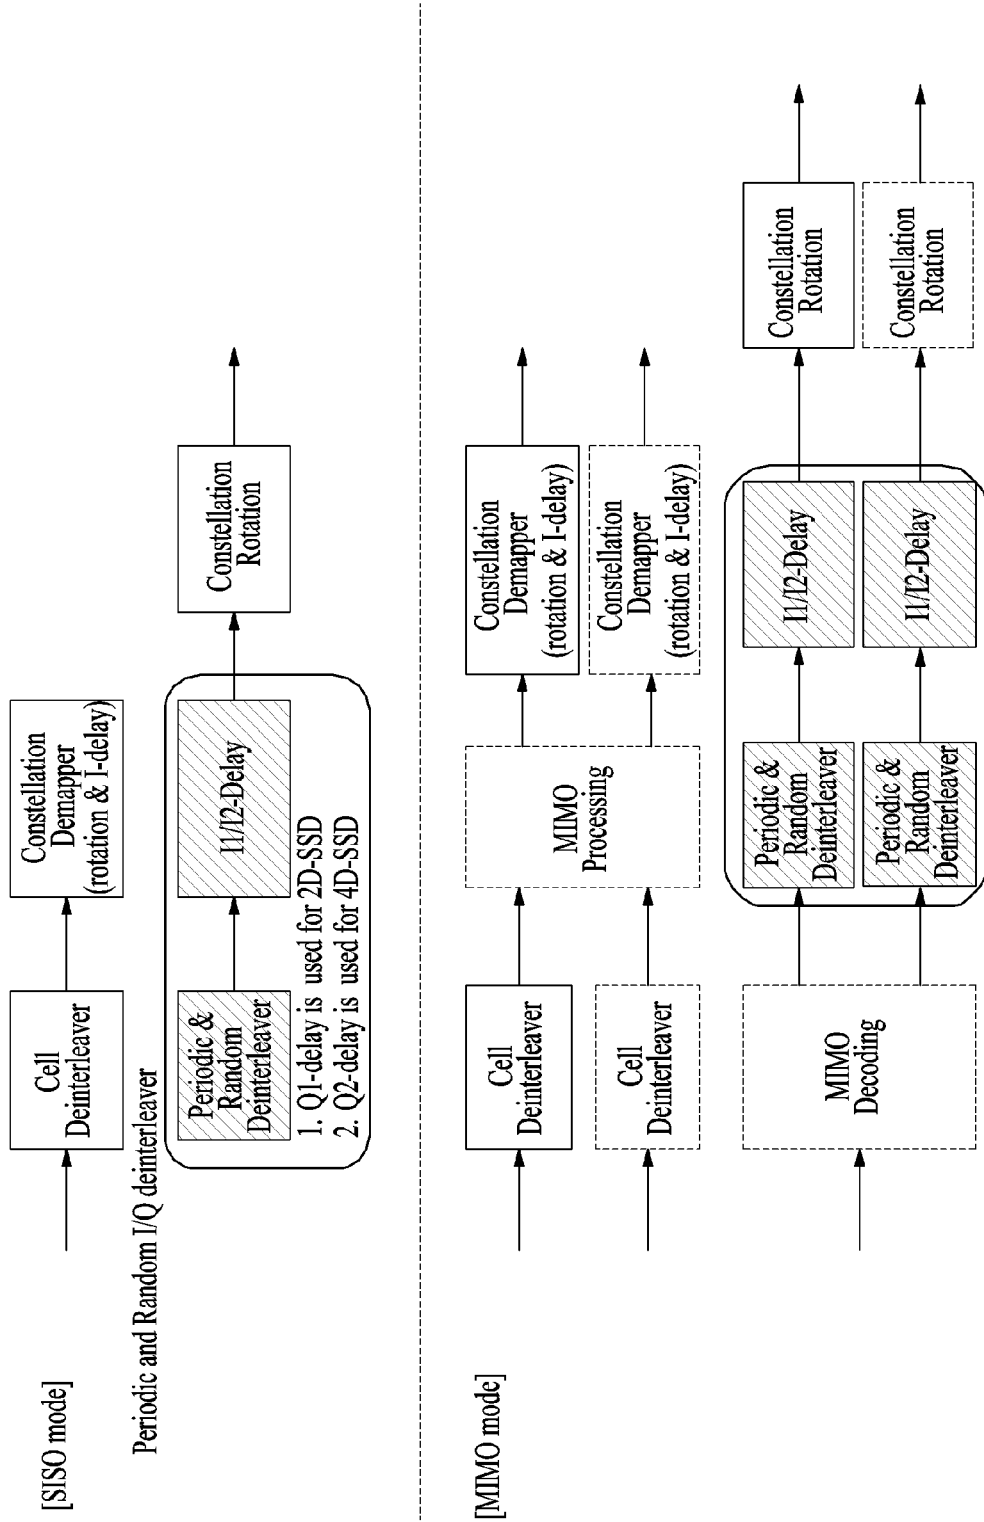 [SISO mode]
Cell
Deinterleaver
Constellation
Demapper
(rotation & I-delay)
Periodic and Random I/Q deinterleaver
Periodic &
Random
Deinterleaver
I1/I2-Delay
Constellation
Rotation
1. Q1-delay is used for 2D-SSD
2. Q2-delay is used for 4D-SSD
[MIMO mode]
Cell
Deinterleaver
Cell
Deinterleaver
MIMO
Processing
Constellation
Demapper
(rotation & I-delay)
Constellation
Demapper
(rotation & I-delay)
MIMO
Decoding
Periodic &
Random
Deinterleaver
I1/I2-Delay
Constellation
Rotation
Periodic &
Random
Deinterleaver
I1/I2-Delay
Constellation
Rotation